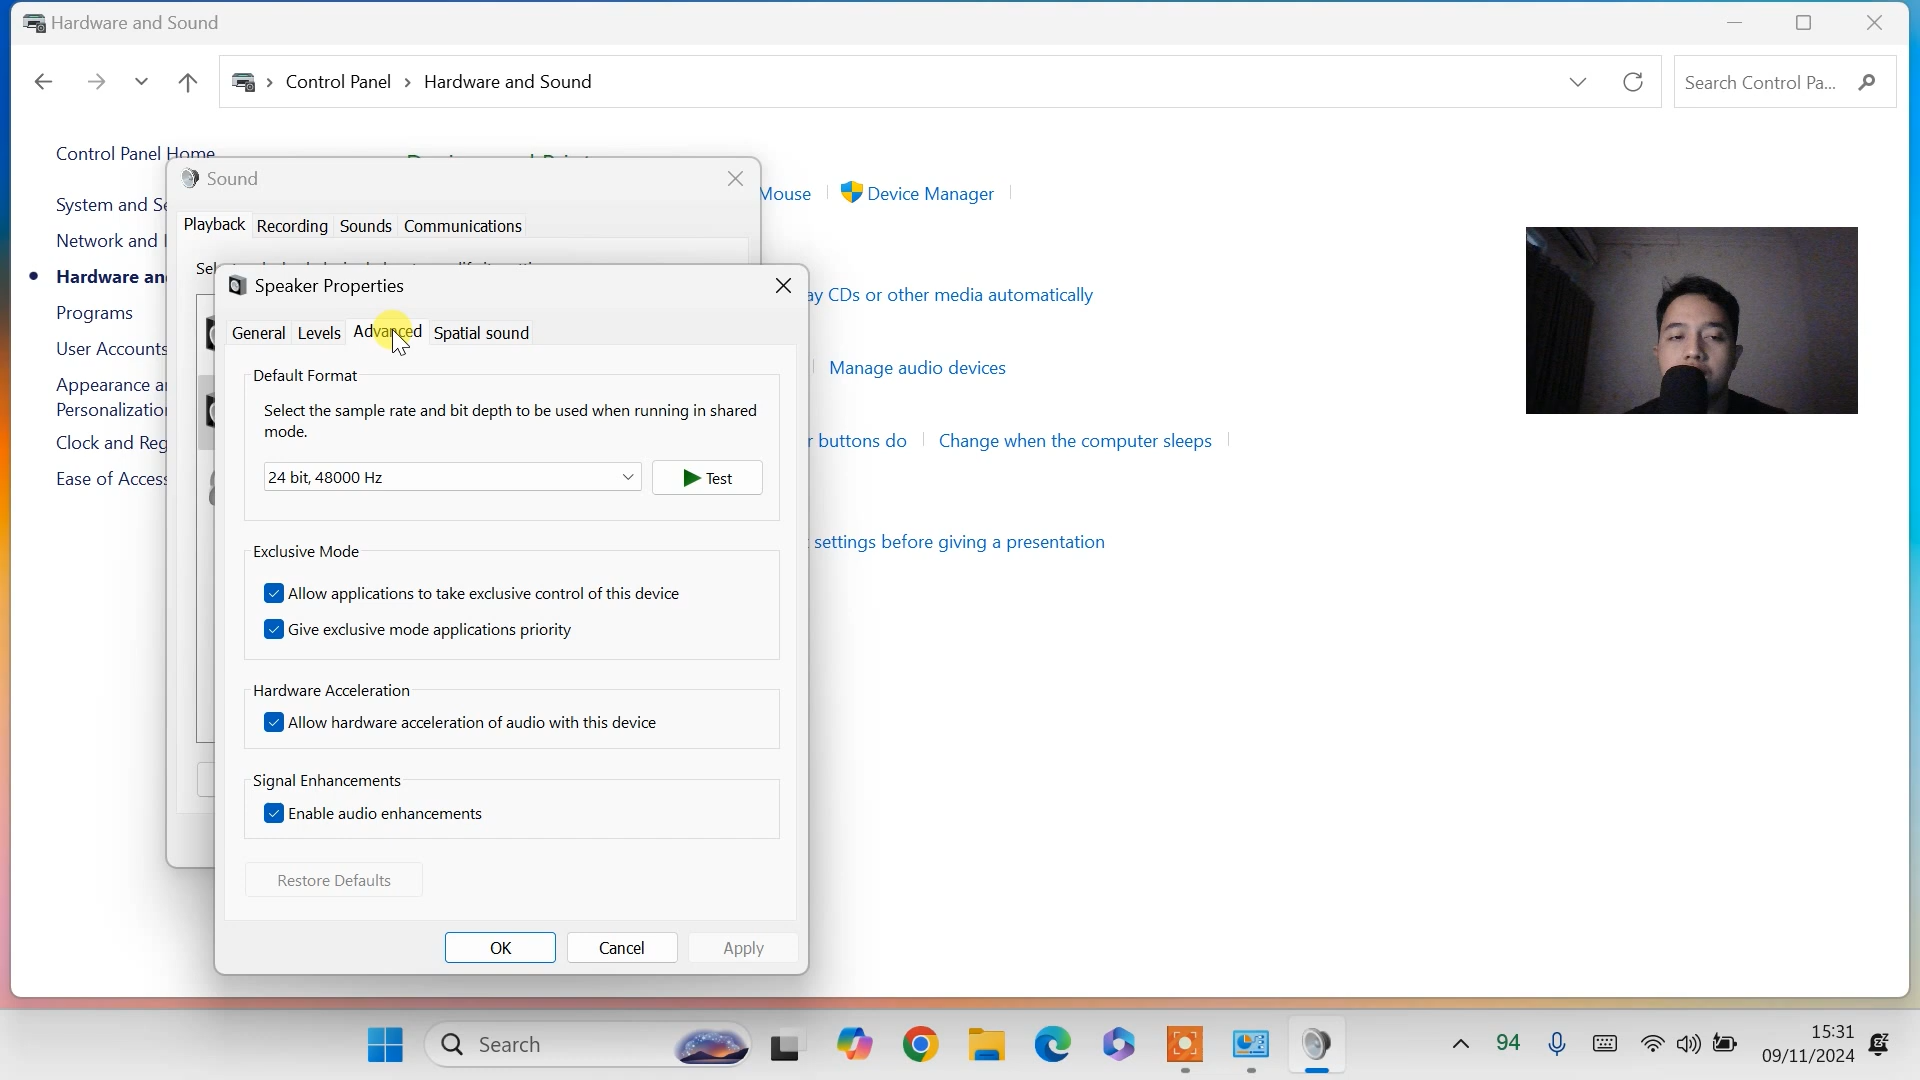 Hardware and Sound
Control Panel
Hardware and Sound
Search Control Pa...
Control Panel Home
System and
Network and
Hardware an
Programs
User Accounts
Appearance a
Personalizatio
Clock and Reg
Ease of Access
Mouse
Device Manager
ay CDs or other media automatically
Manage audio devices
r buttons do
Change when the computer sleeps
settings before giving a presentation
Sound
Playback
Recording
Sounds
Communications
Speaker Properties
General
Levels
Advanced
Spatial sound
Default Format
Select the sample rate and bit depth to be used when running in shared
mode.
24 bit, 48000 Hz
Test
Exclusive Mode
Allow applications to take exclusive control of this device
Give exclusive mode applications priority
Hardware Acceleration
Allow hardware acceleration of audio with this device
Signal Enhancements
Enable audio enhancements
Restore Defaults
OK
Cancel
Apply
Search
94
15:31
09/11/2024